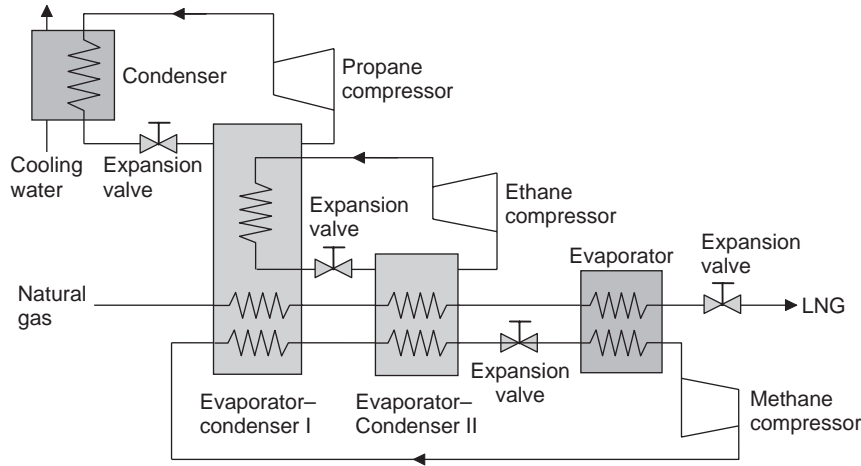 Condenser
Propane
compressor
Cooling
water
Expansion
valve
Expansion
valve
Ethane
compressor
Evaporator
Expansion
valve
Natural
gas
LNG
Expansion
valve
Evaporator–
condenser I
Evaporator–
Condenser II
Methane
compressor